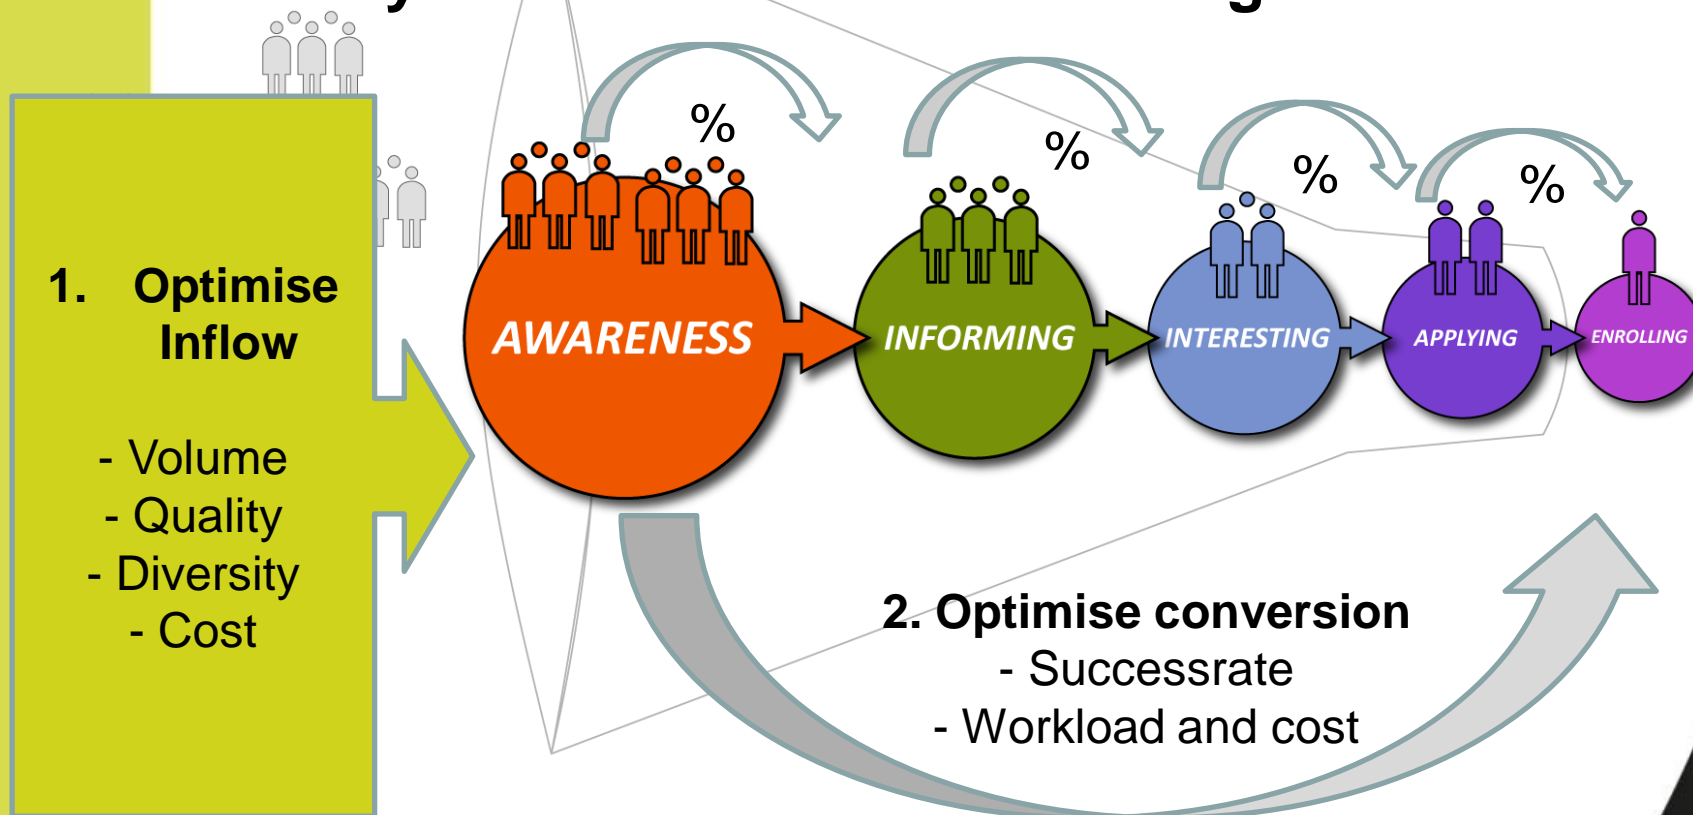 %
%
%
%
1. Optimise
Inflow
- Volume
- Quality
- Diversity
- Cost
AWARENESS
INFORMING
INTERESTING
APPLYING
ENROLLING
2. Optimise conversion
- Successrate
- Workload and cost